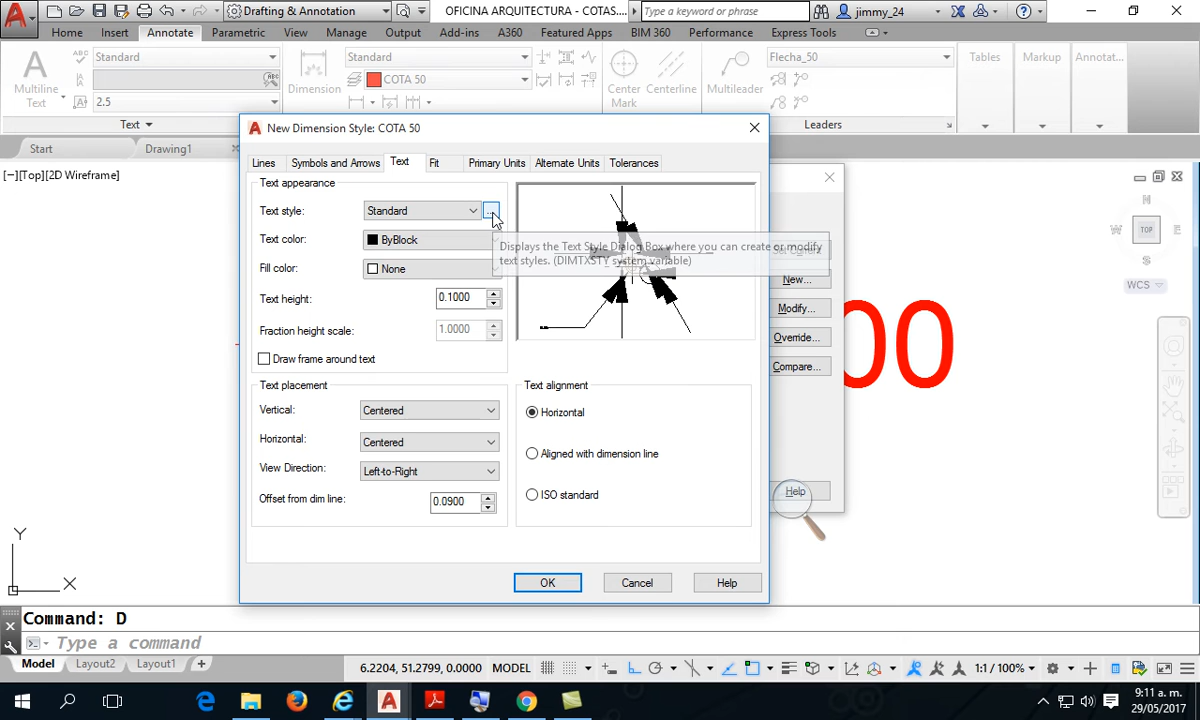 Drafting & Annotation
OFICINA ARQUITECTURA - COTAS....
Type a keyword or phrase
jimmy_24
Home
Insert
Annotate
Parametric
View
Manage
Output
Add-ins
A360
Featured Apps
BIM 360
Performance
Express Tools
Multiline
Text
Standard
2.5
Text
Dimension
Standard
COTA 50
Center
Mark
Centerline
Multileader
Flecha_50
Leaders
Tables
Markup
Annotat...
Start
Drawing1
[−][Top][2D Wireframe]
New Dimension Style: COTA 50
Lines
Symbols and Arrows
Text
Fit
Primary Units
Alternate Units
Tolerances
Text appearance
Text style:
Standard
...
Text color:
ByBlock
Fill color:
None
Text height:
0.1000
Fraction height scale:
1.0000
Draw frame around text
Displays the Text Style Dialog Box where you can create or modify
text styles. (DIMTXSTY system variable)
Text placement
Vertical:
Centered
Horizontal:
Centered
View Direction:
Left-to-Right
Offset from dim line:
0.0900
Text alignment
Horizontal
Aligned with dimension line
ISO standard
OK
Cancel
Help
New...
Modify...
Override...
Compare...
Help
00
N
W
TOP
E
S
WCS
Y
X
Command: D
Type a command
Model
Layout2
Layout1
+
6.2204, 51.2799, 0.0000
MODEL
1:1 / 100%
9:11 a. m.
29/05/2017